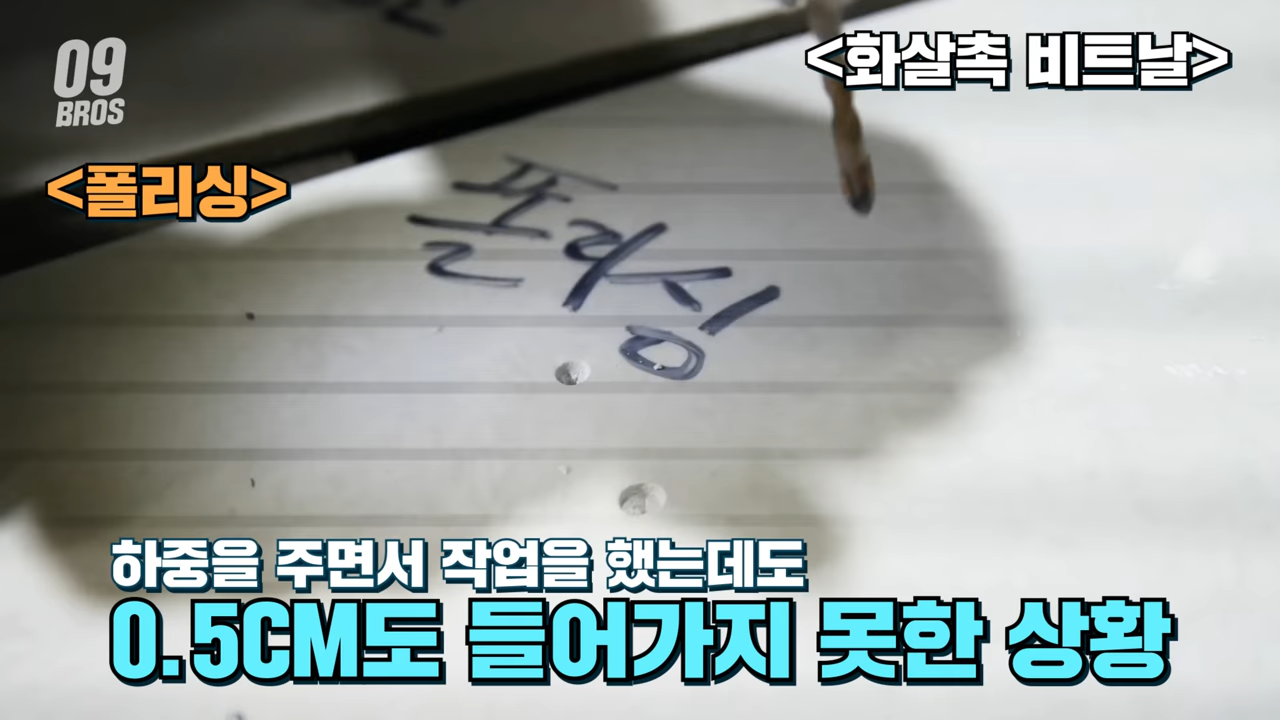 09
BROS
<화살촉 비트날>
<폴리싱>
폴리싱
하중을 주면서 작업을 했는데도
0.5CM도 들어가지 못한 상황